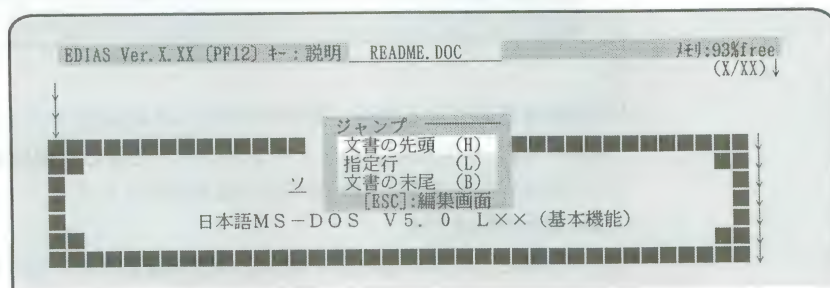 EDIAS Ver.X.XX〔PF12〕キー:説明 README.DOC ﾒﾓﾘ:93%free
(X/XX)↓
ジャンプ
文書の先頭 (H)
指定行 (L)
ソ 文書の末尾 (B)
[ESC]:編集画面
日本語MS-DOS V5.0 L××(基本機能)